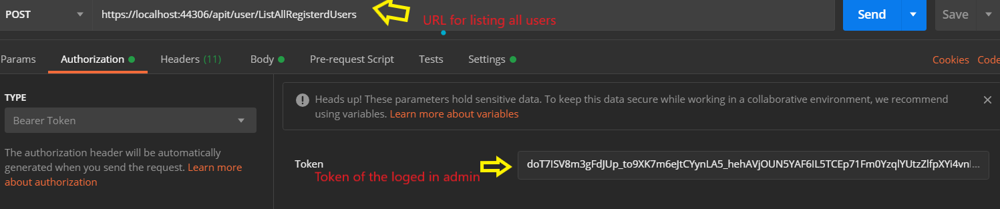 POST https://localhost:44306/apit/user/ListAllRegisterdUsers Send Save
URL for listing all users
Params Authorization Headers (11) Body Pre-request Script Tests Settings Cookies Code
TYPE
Bearer Token
The authorization header will be automatically
generated when you send the request. Learn more
about authorization
Heads up! These parameters hold sensitive data. To keep this data secure while working in a collaborative environment, we recommend
using variables. Learn more about variables
Token
Token of the loged in admin